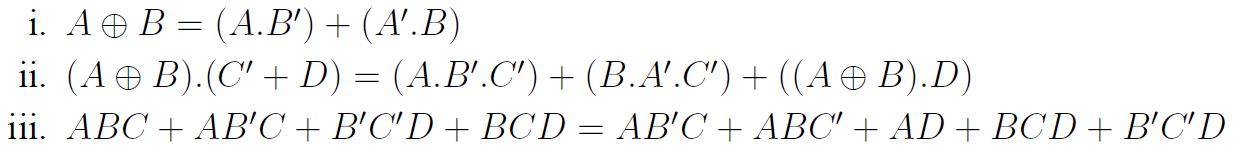 i. A ⊕ B = (A.B′) + (A′.B)
ii. (A ⊕ B).(C′ + D) = (A.B′.C′) + (B.A′.C′) + ((A ⊕ B).D)
iii. ABC + AB′C + B′C′D + BCD = AB′C + ABC′ + AD + BCD + B′C′D